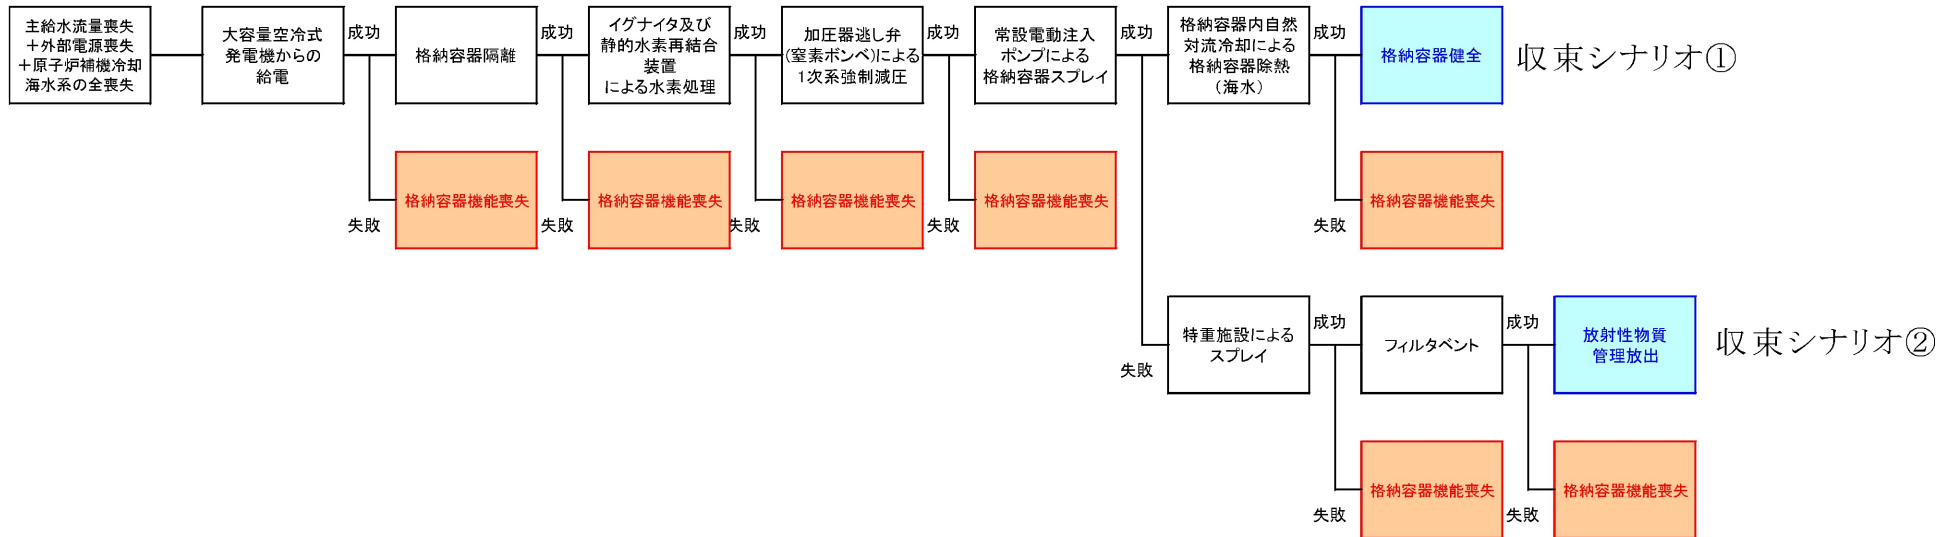 主給水流量喪失
＋外部電源喪失
＋原子炉補機冷却
海水系の全喪失
大容量空冷式
発電機からの
給電
成功
格納容器隔離
成功
イグナイタ及び
静的水素再結合
装置
による水素処理
成功
加圧器逃し弁
(窒素ボンベ)による
1次系強制減圧
成功
常設電動注入
ポンプによる
格納容器スプレイ
成功
格納容器内自然
対流冷却による
格納容器除熱
（海水）
成功
格納容器健全
収束シナリオ①
失敗
格納容器機能喪失
失敗
格納容器機能喪失
失敗
格納容器機能喪失
失敗
格納容器機能喪失
失敗
格納容器機能喪失
失敗
特重施設による
スプレイ
成功
フィルタベント
成功
放射性物質
管理放出
収束シナリオ②
失敗
格納容器機能喪失
失敗
格納容器機能喪失